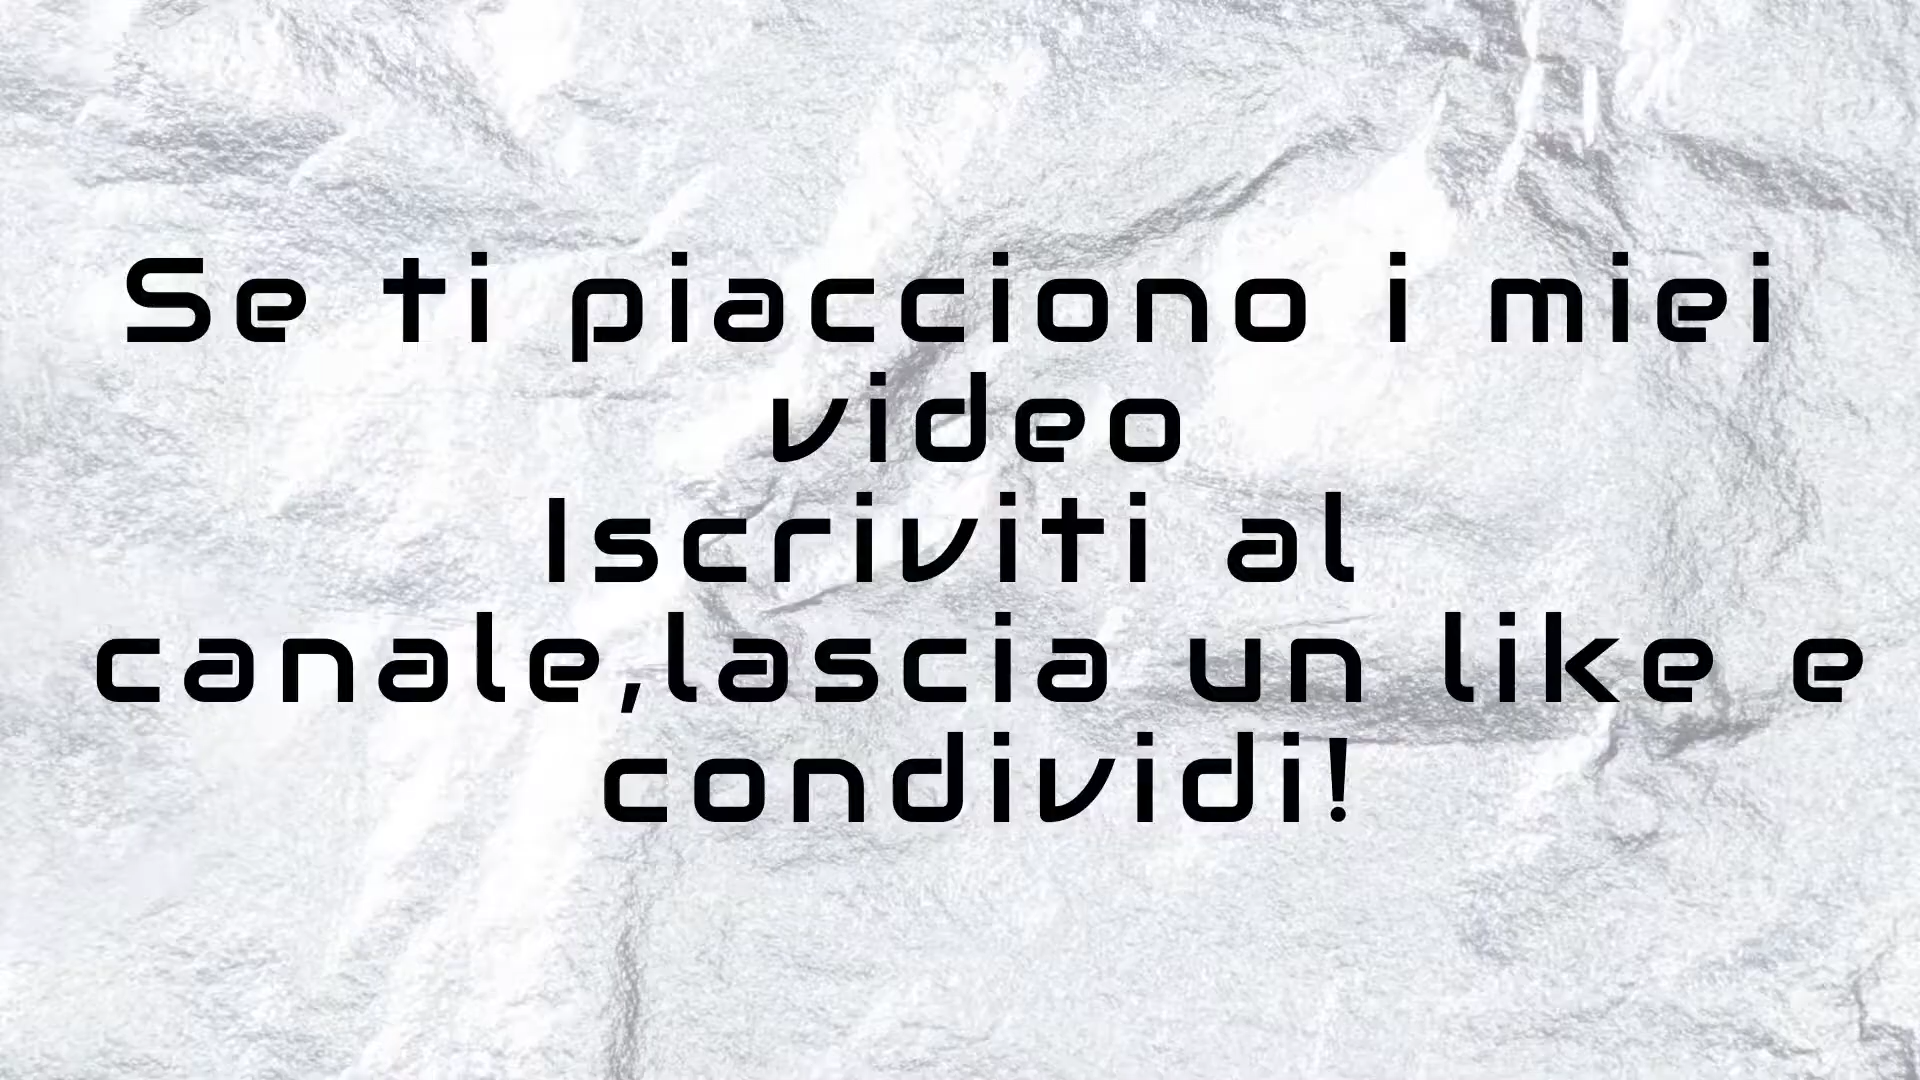 Se ti piacciono i miei
video
Iscriviti al
canale,lascia un like e
condividi!